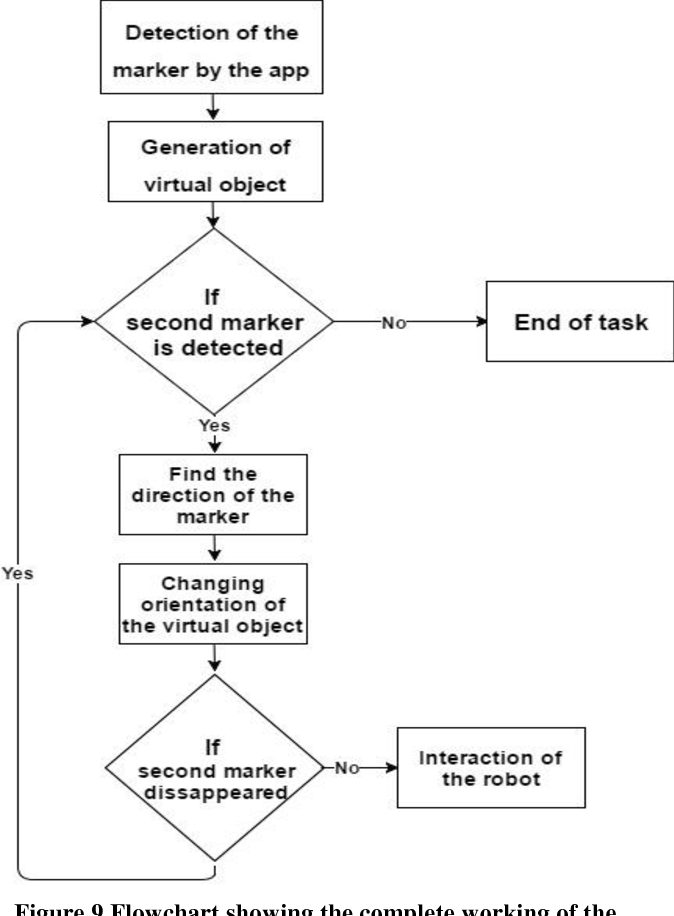 Detection of the
marker by the app
Generation of
virtual object
If
second marker
is detected
No
End of task
Yes
Find the
direction of the
marker
Changing
orientation of
the virtual object
Yes
If
second marker
dissappeared
No
Interaction of
the robot
Figure 9 Flowchart showing the complete working of the